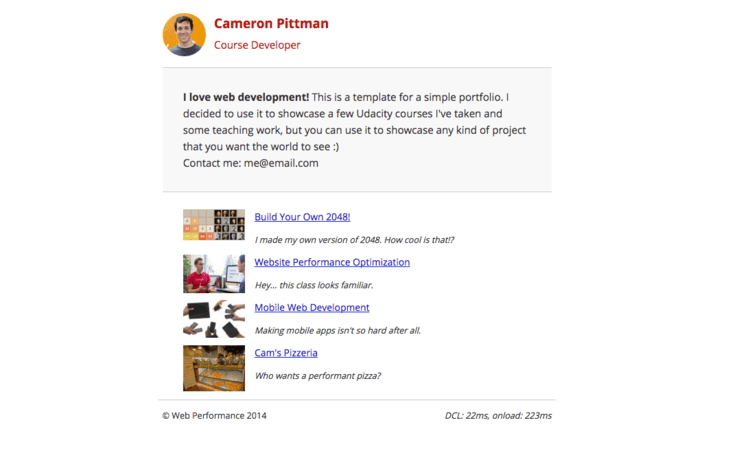 Cameron Pittman
Course Developer
I love web development! This is a template for a simple portfolio. I
decided to use it to showcase a few Udacity courses I've taken and
some teaching work, but you can use it to showcase any kind of project
that you want the world to see :)
Contact me: me@email.com
Build Your Own 2048!
I made my own version of 2048. How cool is that!?
Website Performance Optimization
Hey... this class looks familiar.
Mobile Web Development
Making mobile apps isn't so hard after all.
Cam's Pizzeria
Who wants a performant pizza?
© Web Performance 2014
DCL: 22ms, onload: 223ms